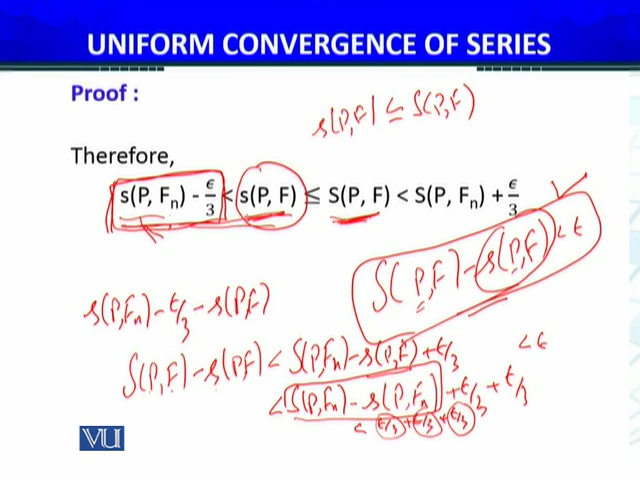 UNIFORM CONVERGENCE OF SERIES
Proof :
s(P,F) ≤ S(P,F)
Therefore,
s(P, Fₙ) - ϵ/3 < s(P, F) ≤ S(P, F) < S(P, Fₙ) + ϵ/3
S(P,F) - s(P,F) < ϵ
s(P,Fₙ) - ϵ/3 - s(P,F)
S(P,F) - s(P,F) < S(P,Fₙ) - s(P,F) + ϵ/3 < ϵ
< S(P,Fₙ) - s(P,Fₙ) + ϵ/3 + ϵ/3
< ϵ/3 + ϵ/3 + ϵ/3
VU